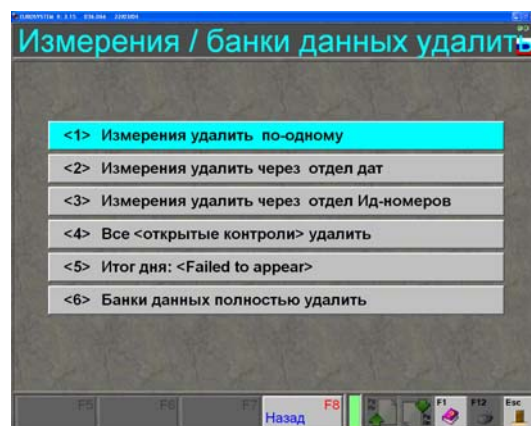 Измерения / банки данных удалить
<1> Измерения удалить по-одному
<2> Измерения удалить через отдел дат
<3> Измерения удалить через отдел Ид-номеров
<4> Все <открытые контроли> удалить
<5> Итог дня: <Failed to appear>
<6> Банки данных полностью удалить
F5 F6 F7 F8 F1 F12 Esc
Назад